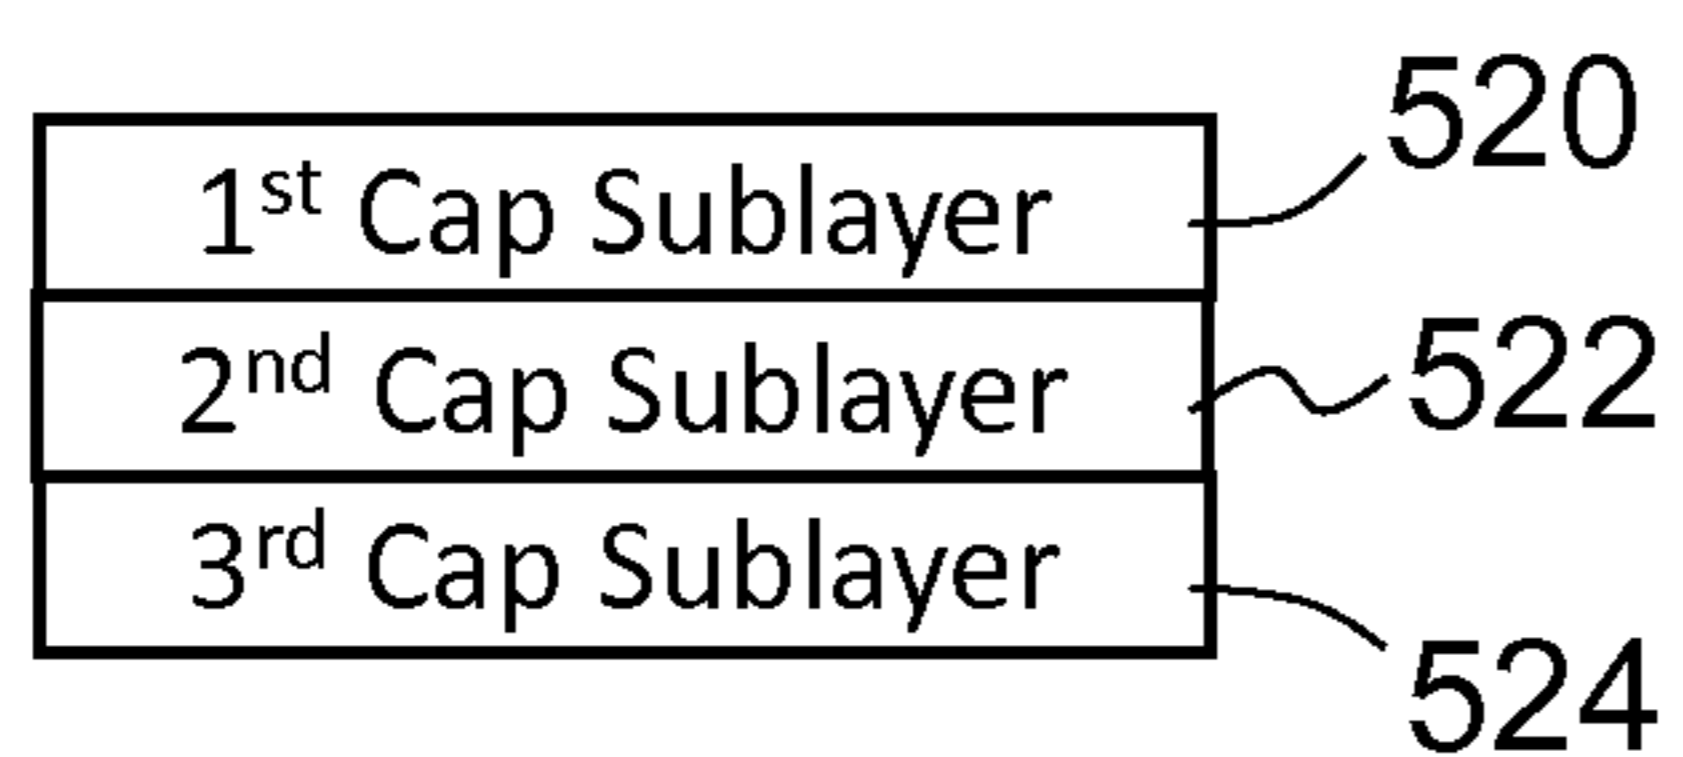 520
1st Cap Sublayer
2nd Cap Sublayer
522
3rd Cap Sublayer
524